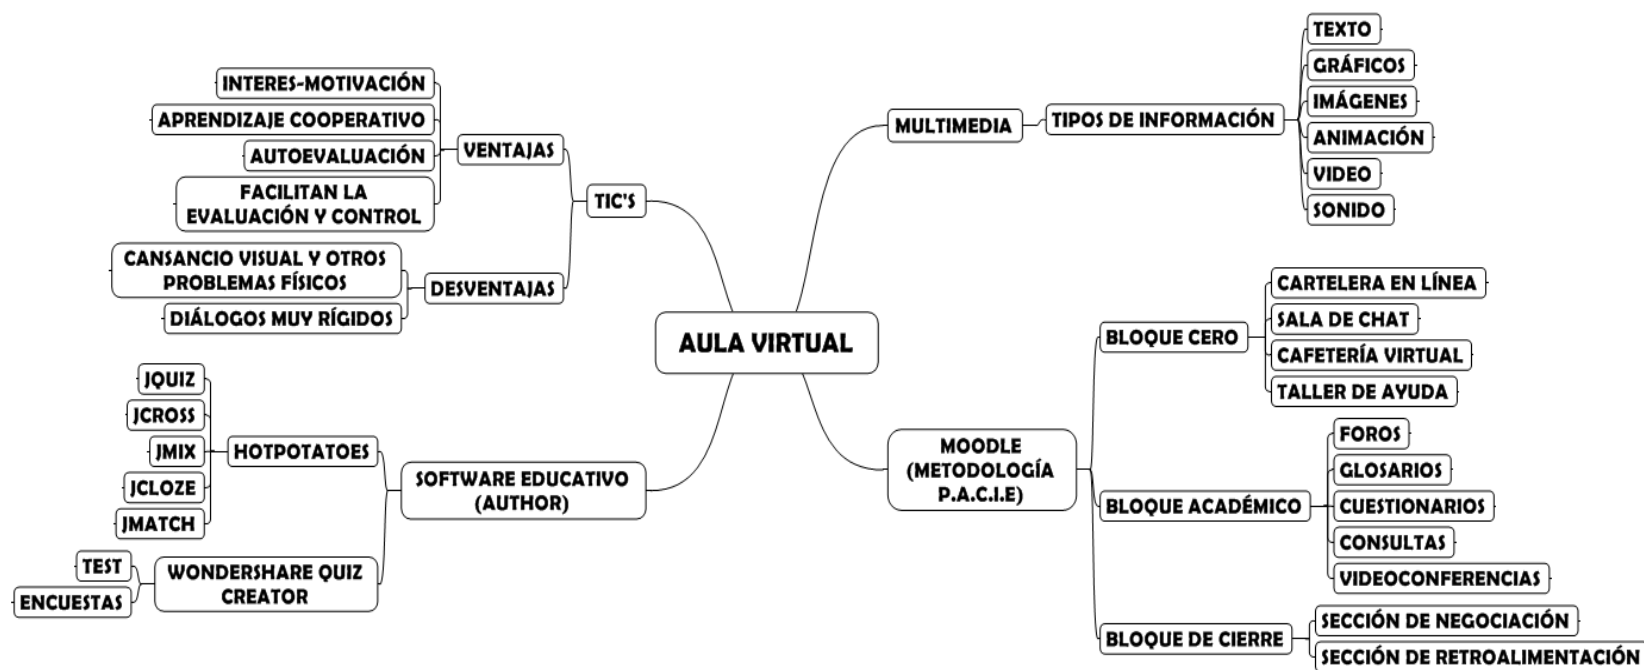 AULA VIRTUAL
TIC'S
VENTAJAS
INTERES-MOTIVACIÓN
APRENDIZAJE COOPERATIVO
AUTOEVALUACIÓN
FACILITAN LA
EVALUACIÓN Y CONTROL
DESVENTAJAS
CANSANCIO VISUAL Y OTROS
PROBLEMAS FÍSICOS
DIÁLOGOS MUY RÍGIDOS
SOFTWARE EDUCATIVO
(AUTHOR)
HOTPOTATOES
JQUIZ
JCROSS
JMIX
JCLOZE
JMATCH
WONDERSHARE QUIZ
CREATOR
TEST
ENCUESTAS
MULTIMEDIA
TIPOS DE INFORMACIÓN
TEXTO
GRÁFICOS
IMÁGENES
ANIMACIÓN
VIDEO
SONIDO
MOODLE
(METODOLOGÍA
P.A.C.I.E)
BLOQUE CERO
CARTELERA EN LÍNEA
SALA DE CHAT
CAFETERÍA VIRTUAL
TALLER DE AYUDA
BLOQUE ACADÉMICO
FOROS
GLOSARIOS
CUESTIONARIOS
CONSULTAS
VIDEOCONFERENCIAS
BLOQUE DE CIERRE
SECCIÓN DE NEGOCIACIÓN
SECCIÓN DE RETROALIMENTACIÓN